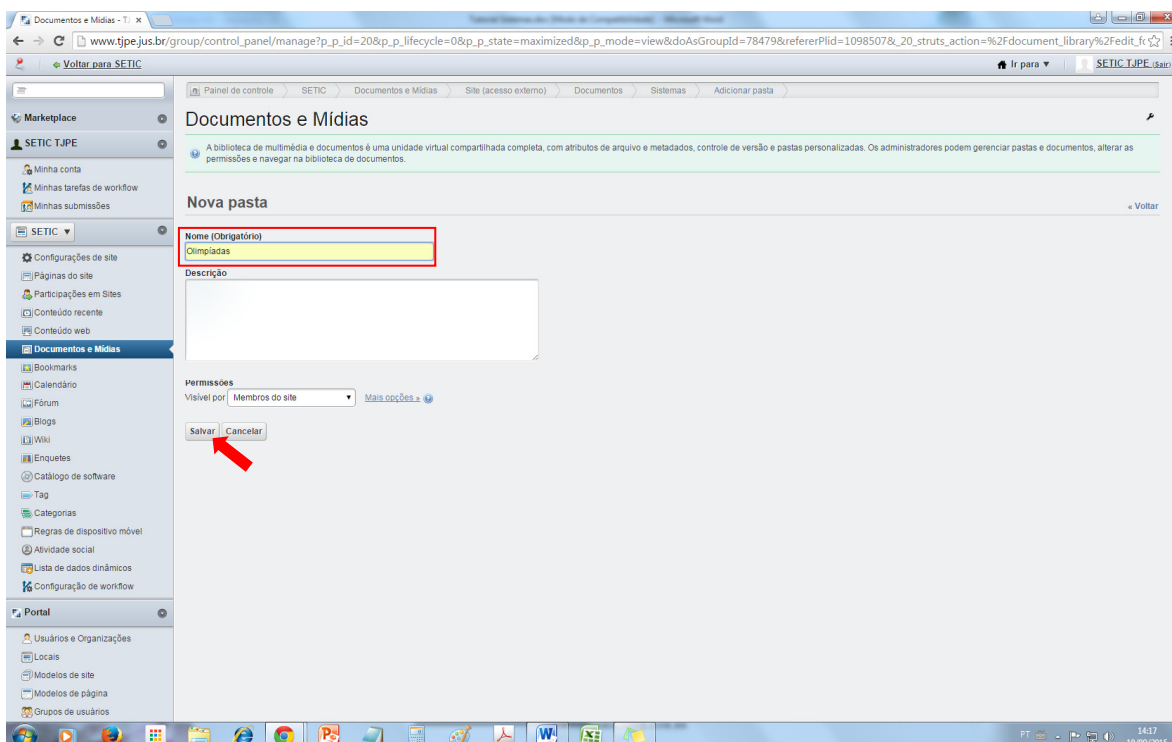 Documentos e Mídias - TJ
www.tjpe.jus.br/group/control_panel/manage?p_p_id=20&p_p_lifecycle=0&p_p_state=maximized&p_p_mode=view&doAsGroupId=78479&refererPlid=1098507&_20_struts_action=%2Fdocument_library%2Fedit_fc
Voltar para SETIC
Ir para ▼
SETIC TJPE (Sair)
Painel de controle
SETIC
Documentos e Mídias
Site (acesso externo)
Documentos
Sistemas
Adicionar pasta
Marketplace
SETIC TJPE
Minha conta
Minhas tarefas de workflow
Minhas submissões
SETIC ▼
Configurações de site
Páginas do site
Participações em Sites
Conteúdo recente
Conteúdo web
Documentos e Mídias
Bookmarks
Calendário
Fórum
Blogs
Wiki
Enquetes
Catálogo de software
Tag
Categorias
Regras de dispositivo móvel
Atividade social
Lista de dados dinâmicos
Configuração de workflow
Portal
Usuários e Organizações
Locais
Modelos de site
Modelos de página
Grupos de usuários
Documentos e Mídias
A biblioteca de multimédia e documentos é uma unidade virtual compartilhada completa, com atributos de arquivo e metadados, controle de versão e pastas personalizadas. Os administradores podem gerenciar pastas e documentos, alterar as
permissões e navegar na biblioteca de documentos.
Nova pasta
« Voltar
Nome (Obrigatório)
Olimpíadas
Descrição
Permissões
Visível por
Membros do site
Mais opções »
Salvar
Cancelar
PT
14:17